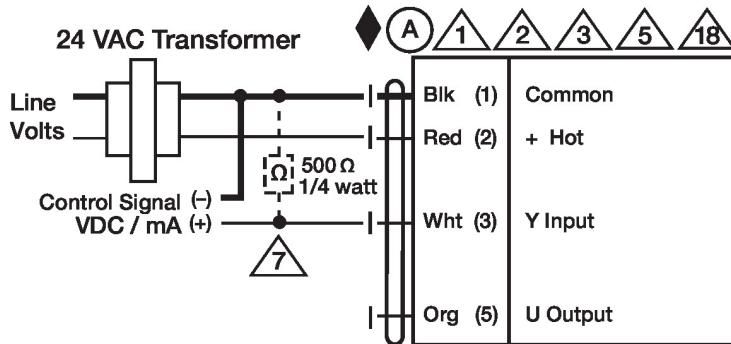 24 VAC Transformer
A 1 2 3 5 18
Line
Volts
Blk (1) Common
Red (2) + Hot
Ω 500 Ω
1/4 watt
Control Signal (-)
VDC / mA (+)
Wht (3) Y Input
7
Org (5) U Output